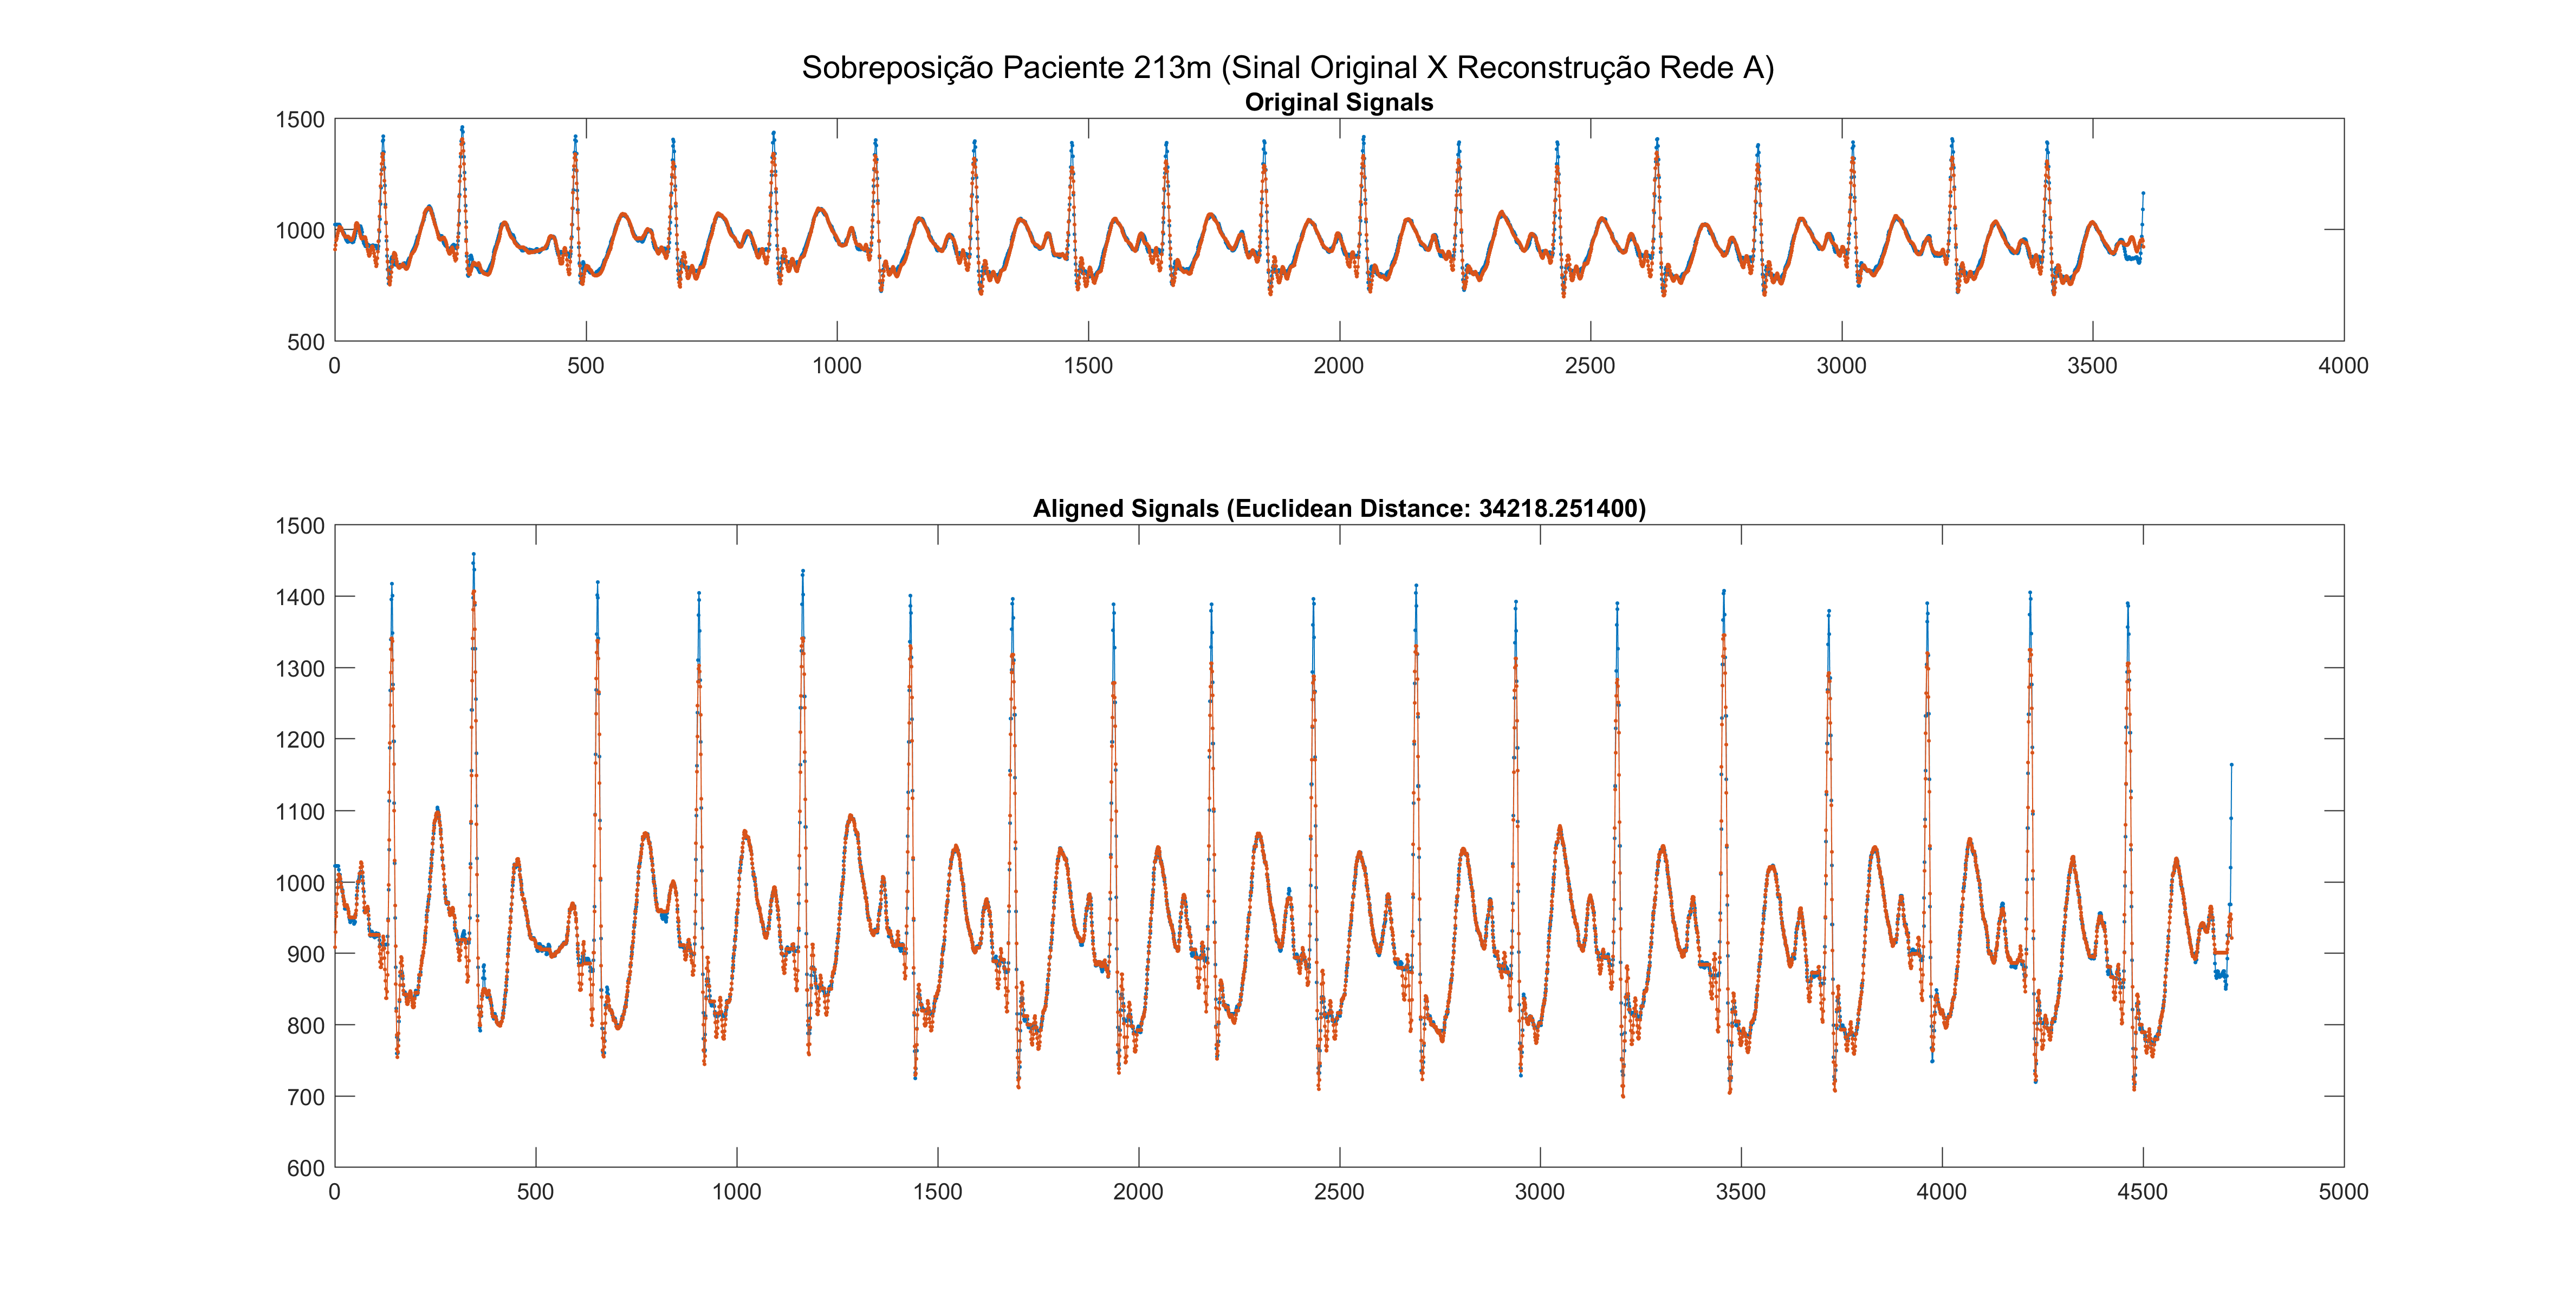 Sobreposição Paciente 213m (Sinal Original X Reconstrução Rede A)
Original Signals
1500
1000
500
0 500 1000 1500 2000 2500 3000 3500 4000
Aligned Signals (Euclidean Distance: 34218.251400)
1500
1400
1300
1200
1100
1000
900
800
700
600
0 500 1000 1500 2000 2500 3000 3500 4000 4500 5000